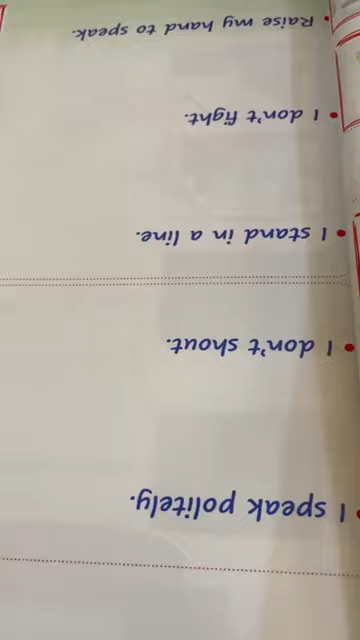 • I speak politely.
• I don't shout.
• I stand in a line.
• I don't fight.
• Raise my hand to speak.